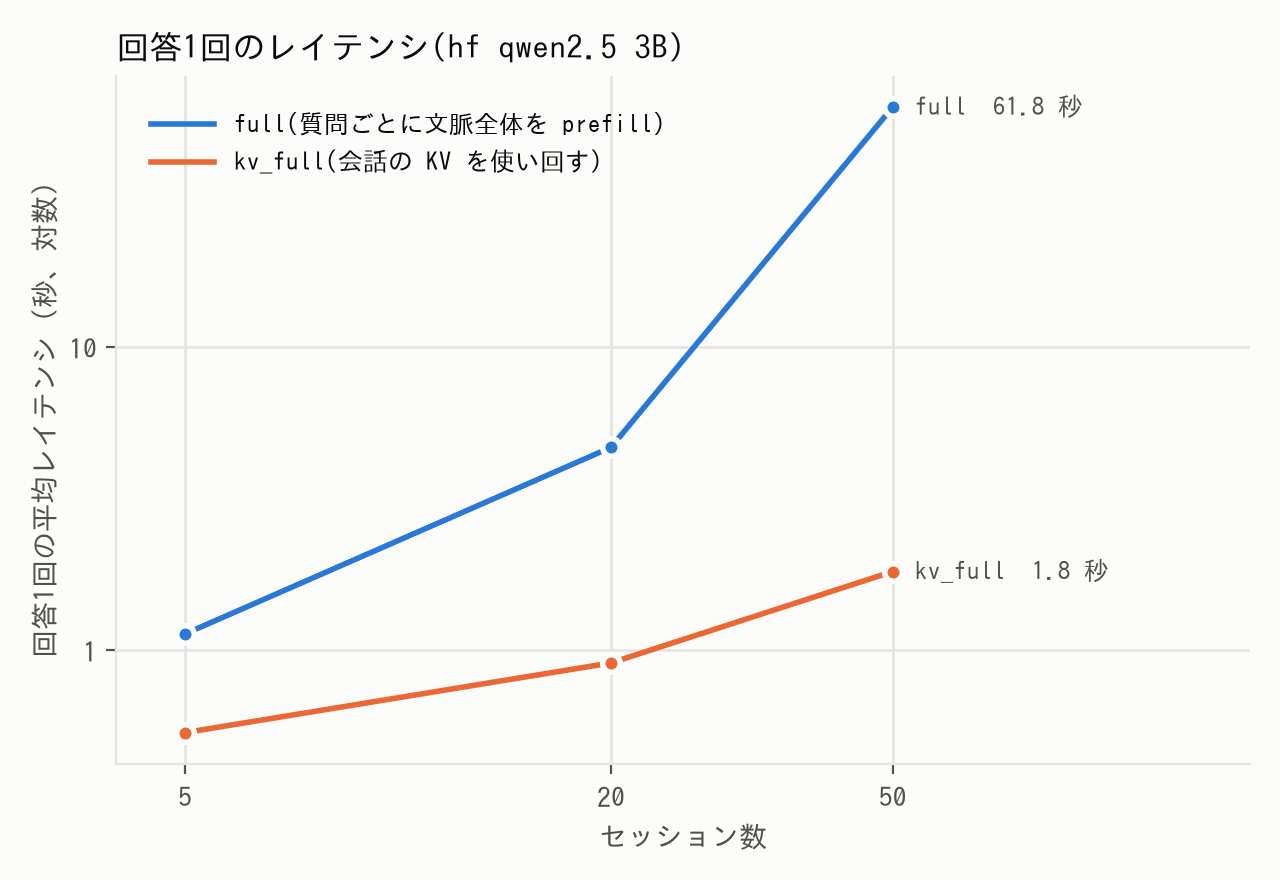 回答1回のレイテンシ(hf qwen2.5 3B)
full(質問ごとに文脈全体を prefill)
kv_full(会話の KV を使い回す)
full 61.8 秒
kv_full 1.8 秒
回答1回の平均レイテンシ (秒、対数)
10
1
5
20
50
セッション数